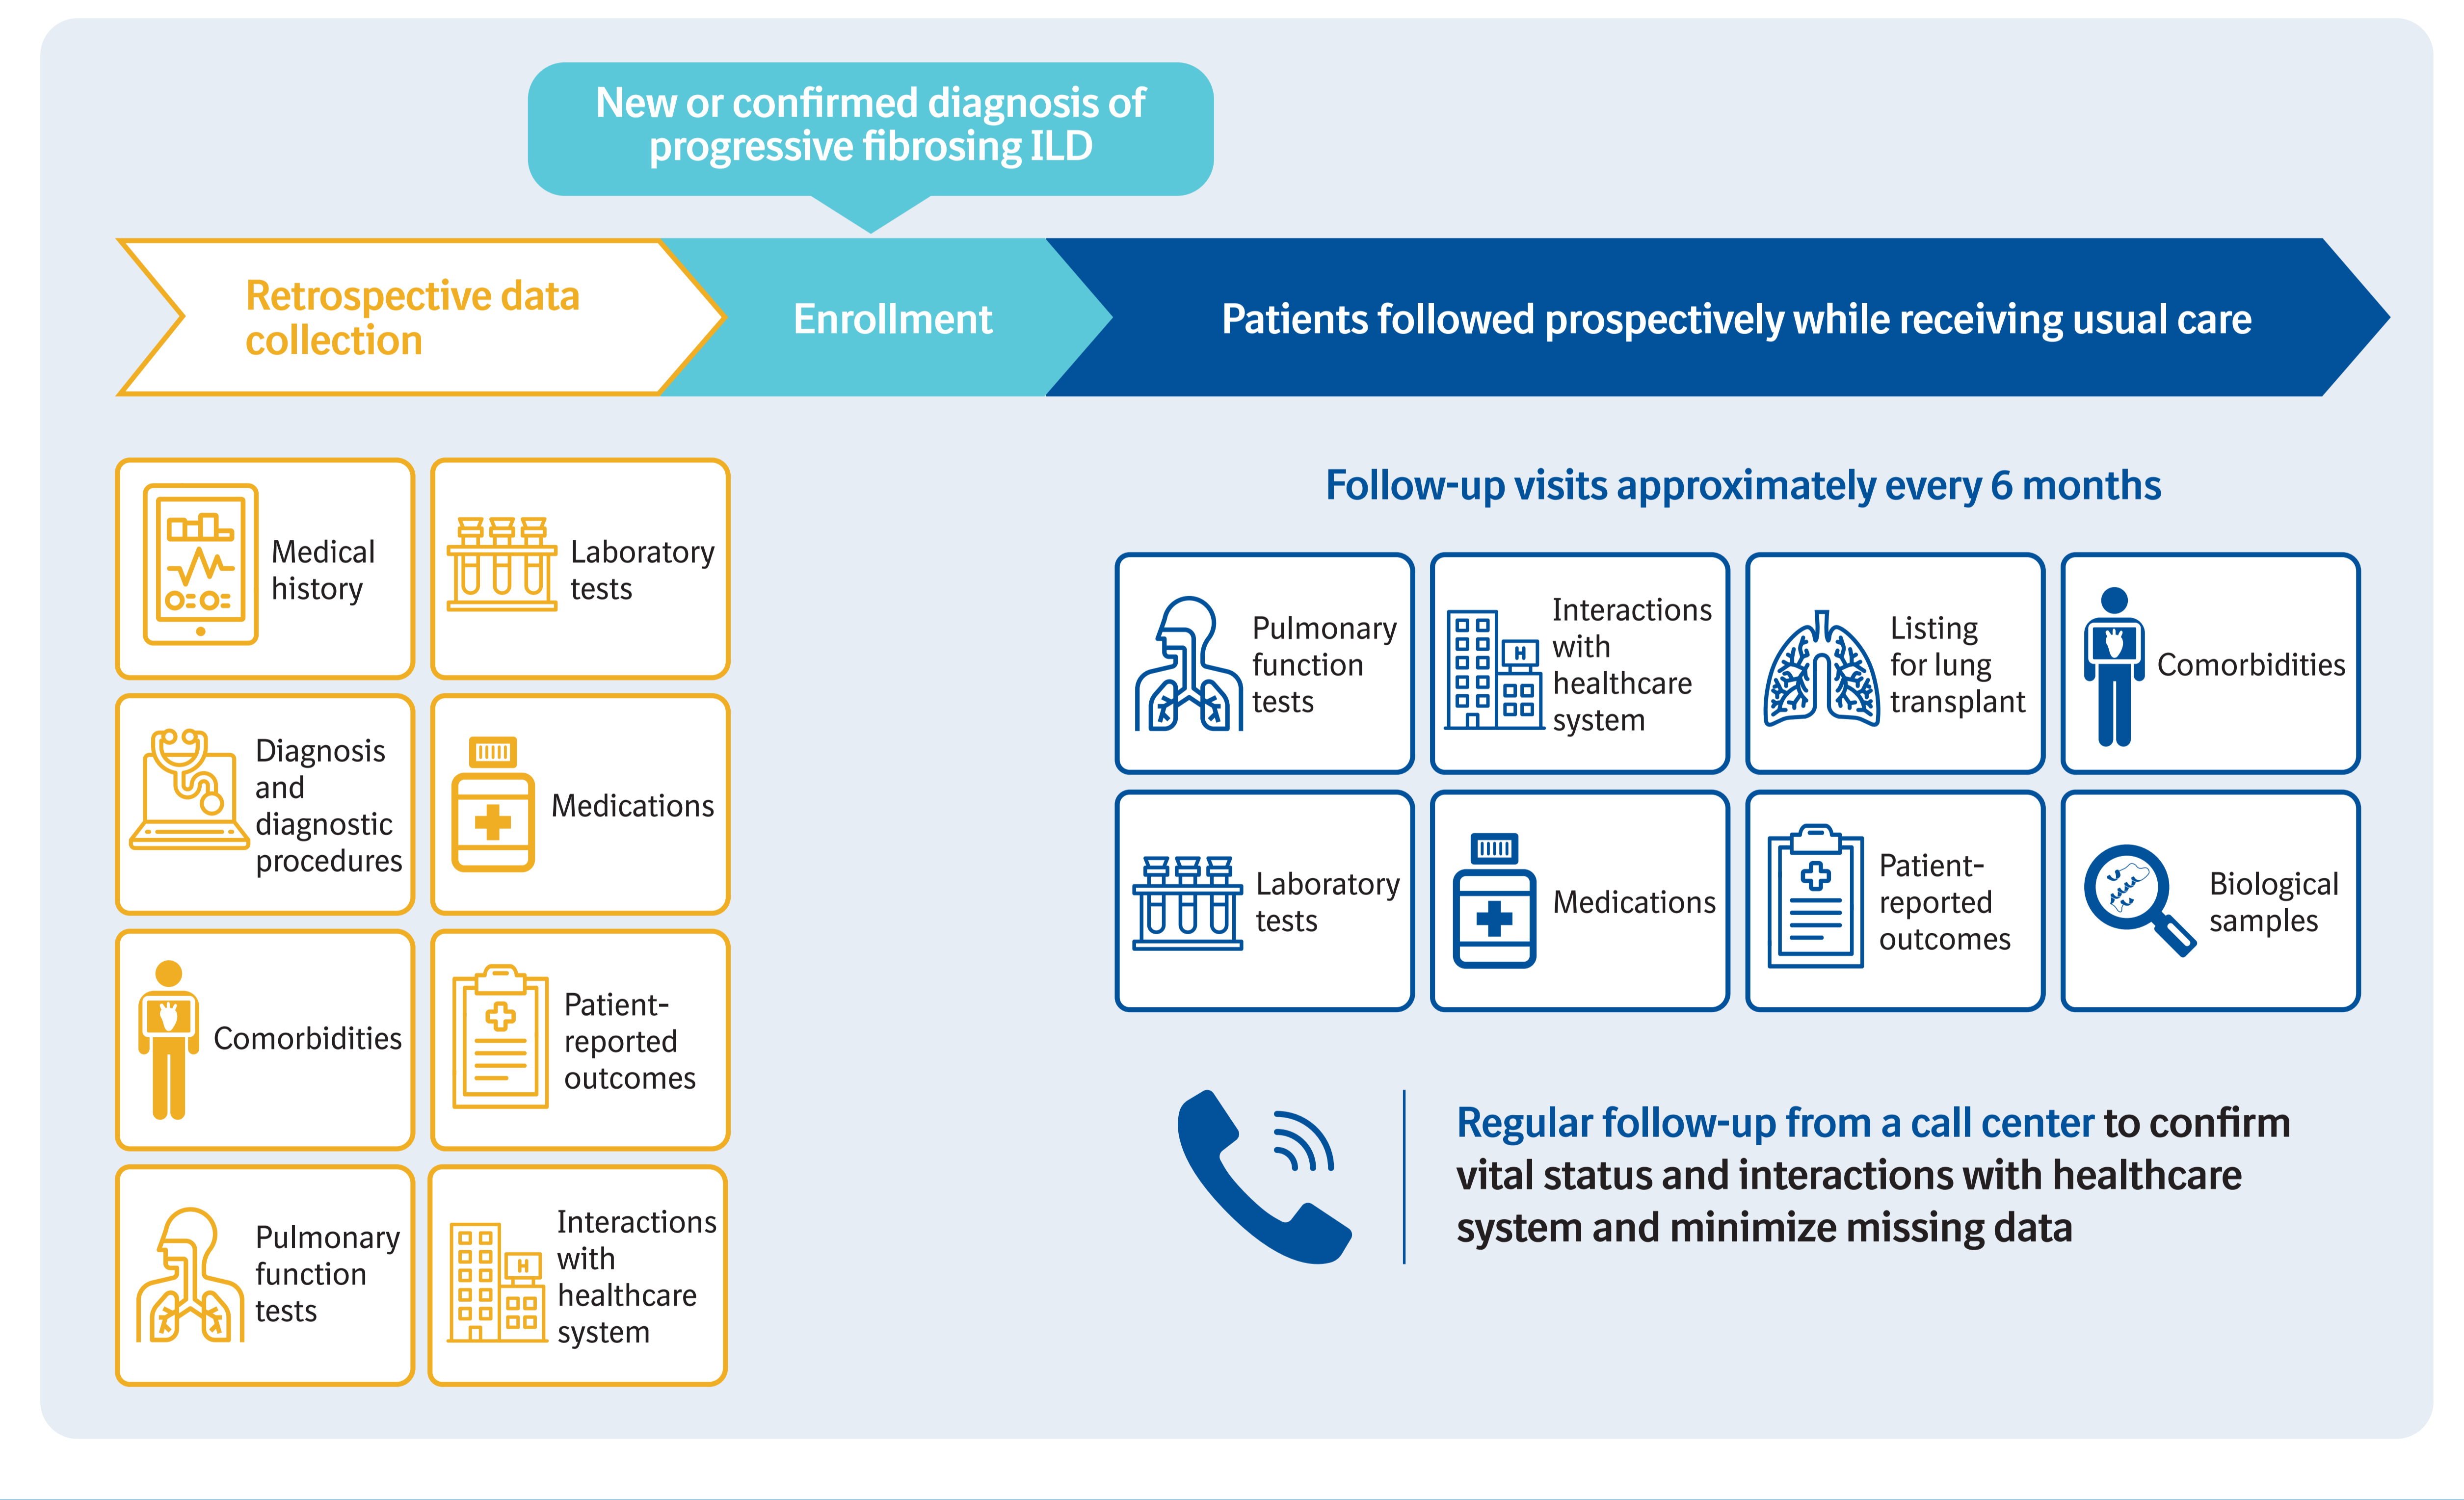 New or confirmed diagnosis of
progressive fibrosing ILD
Retrospective data
collection
Enrollment
Patients followed prospectively while receiving usual care
Medical
history
Laboratory
tests
Diagnosis
and
diagnostic
procedures
Medications
Comorbidities
Patient-
reported
outcomes
Pulmonary
function
tests
H
Interactions
with
healthcare
system
Follow-up visits approximately every 6 months
Pulmonary
function
tests
H
Interactions
with
healthcare
system
Listing
for lung
transplant
Comorbidities
Laboratory
tests
Medications
Patient-
reported
outcomes
Biological
samples
Regular follow-up from a call center to confirm
vital status and interactions with healthcare
system and minimize missing data